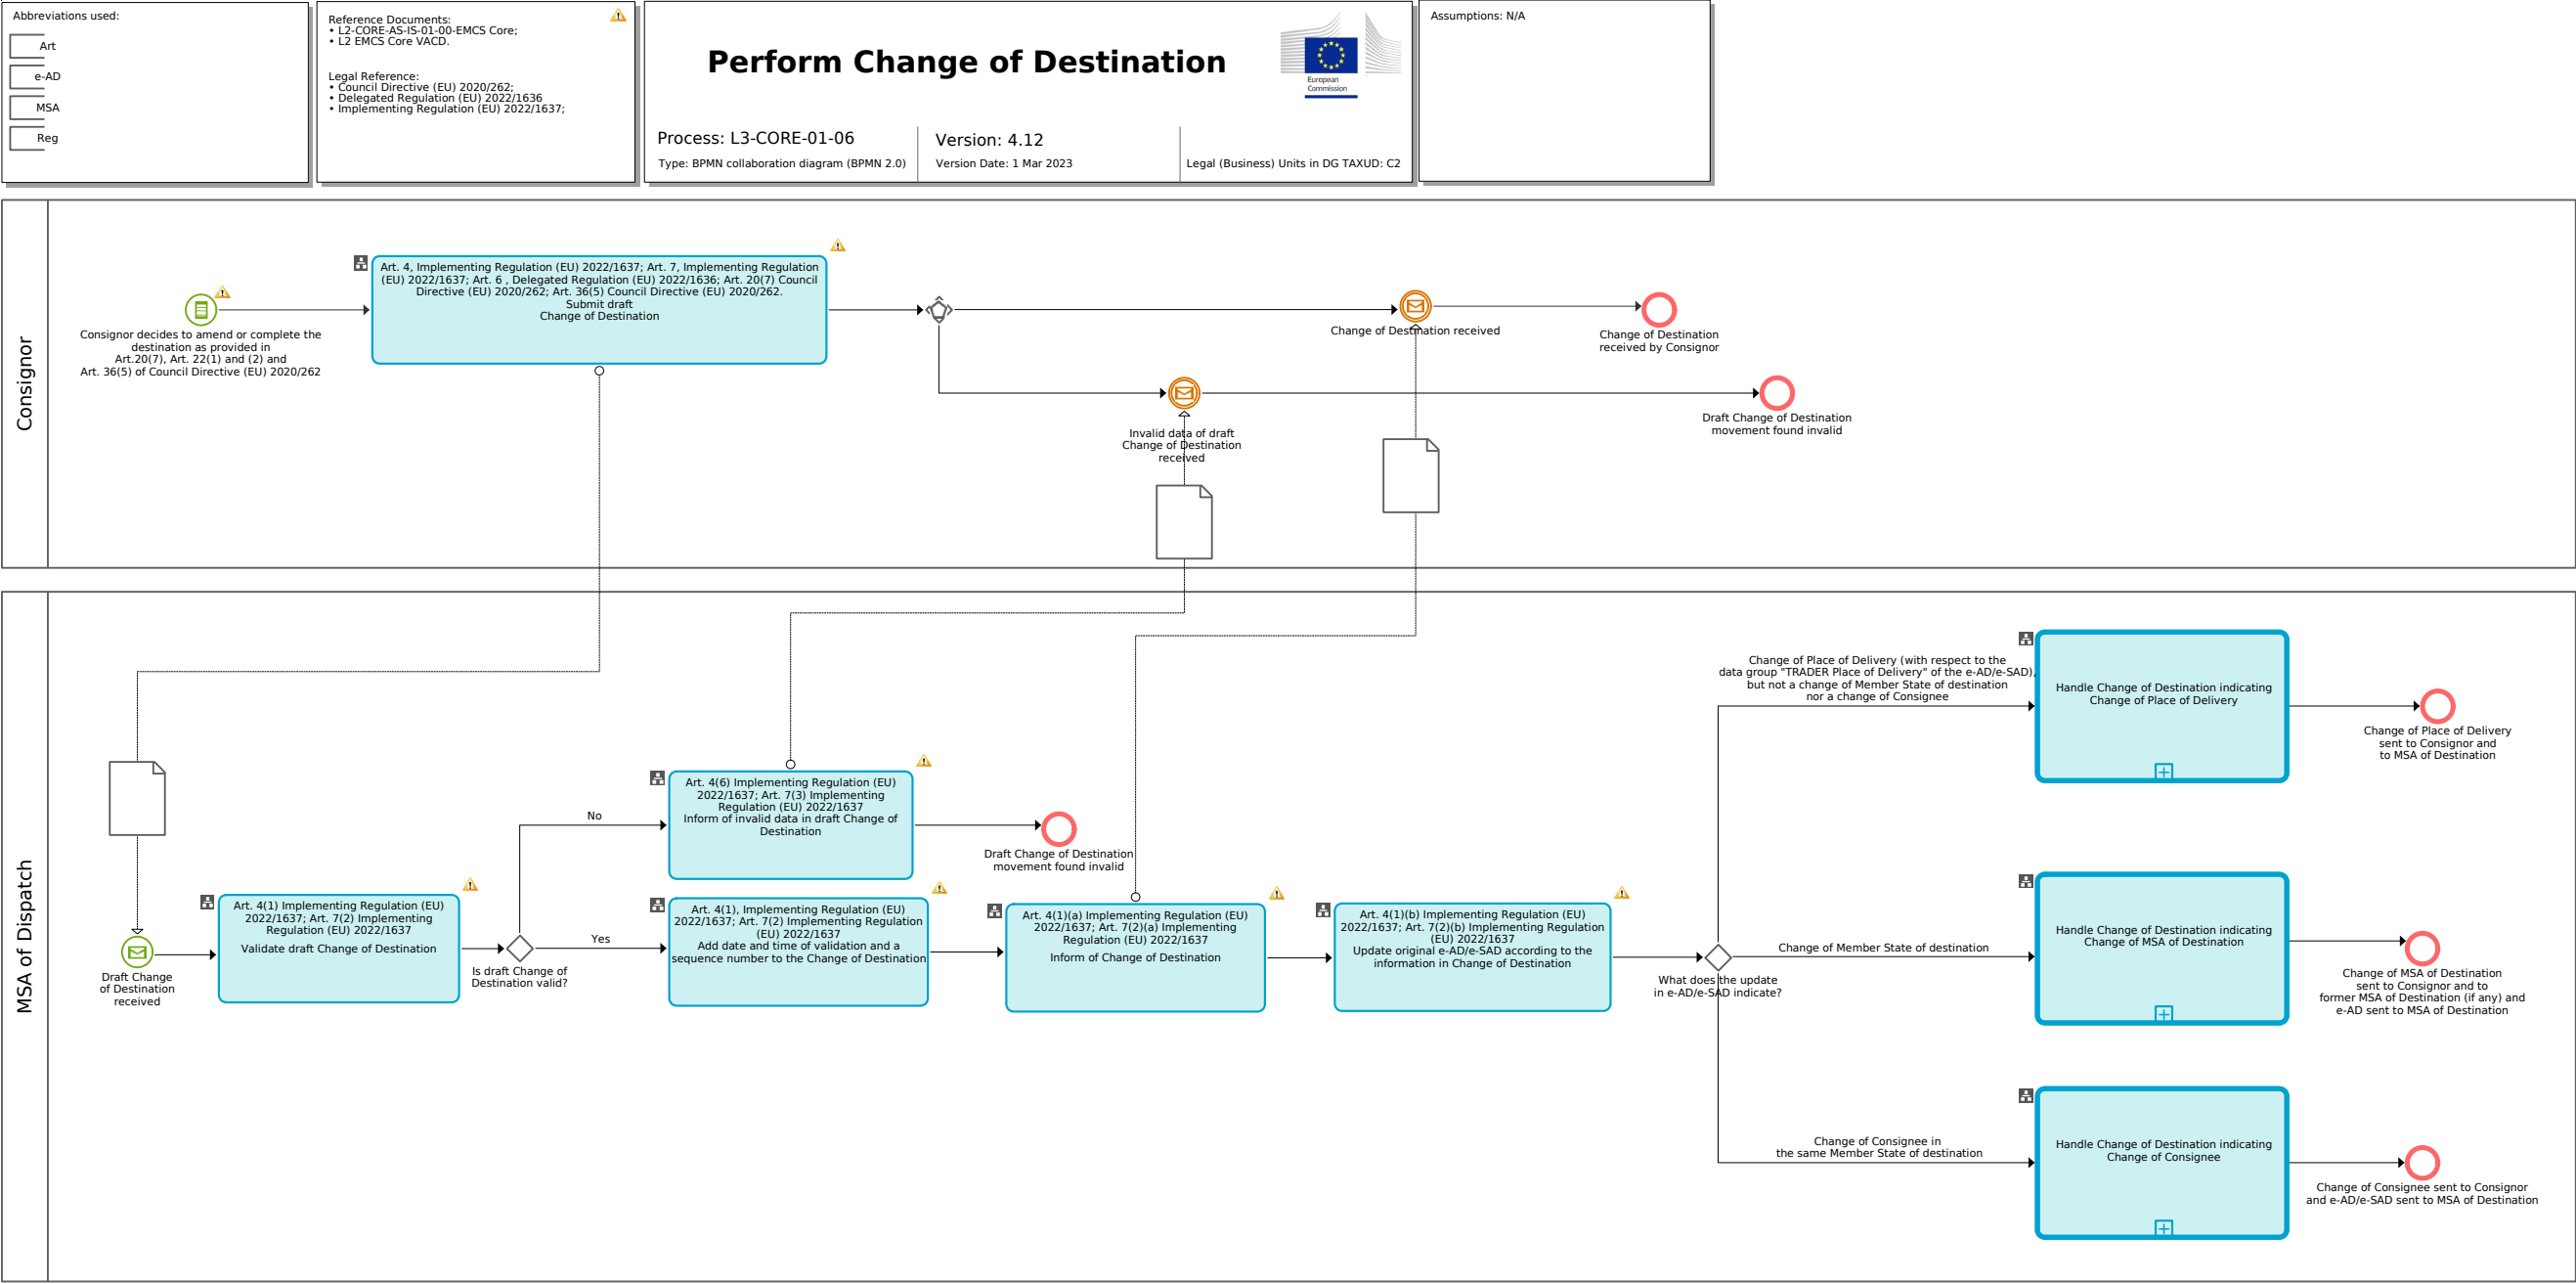 Abbreviations used:
Art
e-AD
MSA
Reg
Reference Documents:
• L2-CORE-AS-IS-01-00-EMCS Core;
• L2 EMCS Core VACD.
Legal Reference:
• Council Directive (EU) 2020/262;
• Delegated Regulation (EU) 2022/1636
• Implementing Regulation (EU) 2022/1637;
Perform Change of Destination
European
Commission
Process: L3-CORE-01-06
Type: BPMN collaboration diagram (BPMN 2.0)
Version: 4.12
Version Date: 1 Mar 2023
Legal (Business) Units in DG TAXUD: C2
Assumptions: N/A
Consignor
Consignor decides to amend or complete the
destination as provided in
Art.20(7), Art. 22(1) and (2) and
Art. 36(5) of Council Directive (EU) 2020/262
Art. 4, Implementing Regulation (EU) 2022/1637; Art. 7, Implementing Regulation
(EU) 2022/1637; Art. 6 , Delegated Regulation (EU) 2022/1636; Art. 20(7) Council
Directive (EU) 2020/262; Art. 36(5) Council Directive (EU) 2020/262.
Submit draft
Change of Destination
Change of Destination received
Change of Destination
received by Consignor
Invalid data of draft
Change of Destination
received
Draft Change of Destination
movement found invalid
MSA of Dispatch
Draft Change
of Destination
received
Art. 4(1) Implementing Regulation (EU)
2022/1637; Art. 7(2) Implementing
Regulation (EU) 2022/1637
Validate draft Change of Destination
Is draft Change of
Destination valid?
No
Yes
Art. 4(6) Implementing Regulation (EU)
2022/1637; Art. 7(3) Implementing
Regulation (EU) 2022/1637
Inform of invalid data in draft Change of
Destination
Draft Change of Destination
movement found invalid
Art. 4(1), Implementing Regulation (EU)
2022/1637; Art. 7(2) Implementing Regulation
(EU) 2022/1637
Add date and time of validation and a
sequence number to the Change of Destination
Art. 4(1)(a) Implementing Regulation (EU)
2022/1637; Art. 7(2)(a) Implementing
Regulation (EU) 2022/1637
Inform of Change of Destination
Art. 4(1)(b) Implementing Regulation (EU)
2022/1637; Art. 7(2)(b) Implementing Regulation
(EU) 2022/1637
Update original e-AD/e-SAD according to the
information in Change of Destination
What does the update
in e-AD/e-SAD indicate?
Change of Place of Delivery (with respect to the
data group "TRADER Place of Delivery" of the e-AD/e-SAD),
but not a change of Member State of destination
nor a change of Consignee
Handle Change of Destination indicating
Change of Place of Delivery
Change of Place of Delivery
sent to Consignor and
to MSA of Destination
Change of Member State of destination
Handle Change of Destination indicating
Change of MSA of Destination
Change of MSA of Destination
sent to Consignor and to
former MSA of Destination (if any) and
e-AD sent to MSA of Destination
Change of Consignee in
the same Member State of destination
Handle Change of Destination indicating
Change of Consignee
Change of Consignee sent to Consignor
and e-AD/e-SAD sent to MSA of Destination